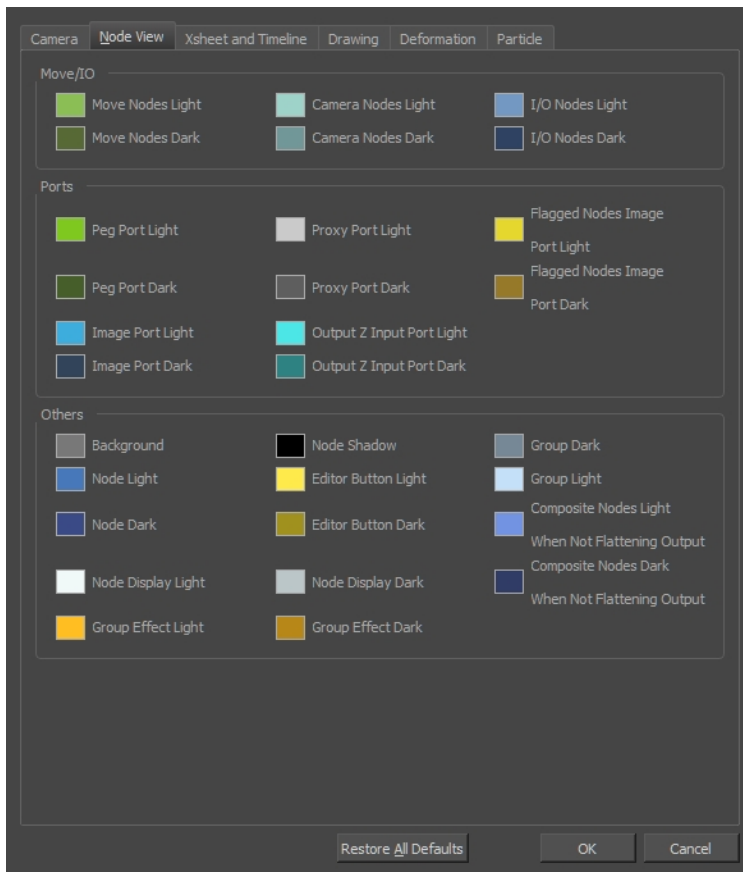 Camera Node View Xsheet and Timeline Drawing Deformation Particle
Move/IO
Move Nodes Light Camera Nodes Light I/O Nodes Light
Move Nodes Dark Camera Nodes Dark I/O Nodes Dark
Ports
Peg Port Light Proxy Port Light Flagged Nodes Image
Port Light
Peg Port Dark Proxy Port Dark Flagged Nodes Image
Port Dark
Image Port Light Output Z Input Port Light
Image Port Dark Output Z Input Port Dark
Others
Background Node Shadow Group Dark
Node Light Editor Button Light Group Light
Node Dark Editor Button Dark Composite Nodes Light
When Not Flattening Output
Node Display Light Node Display Dark Composite Nodes Dark
When Not Flattening Output
Group Effect Light Group Effect Dark
Restore All Defaults OK Cancel